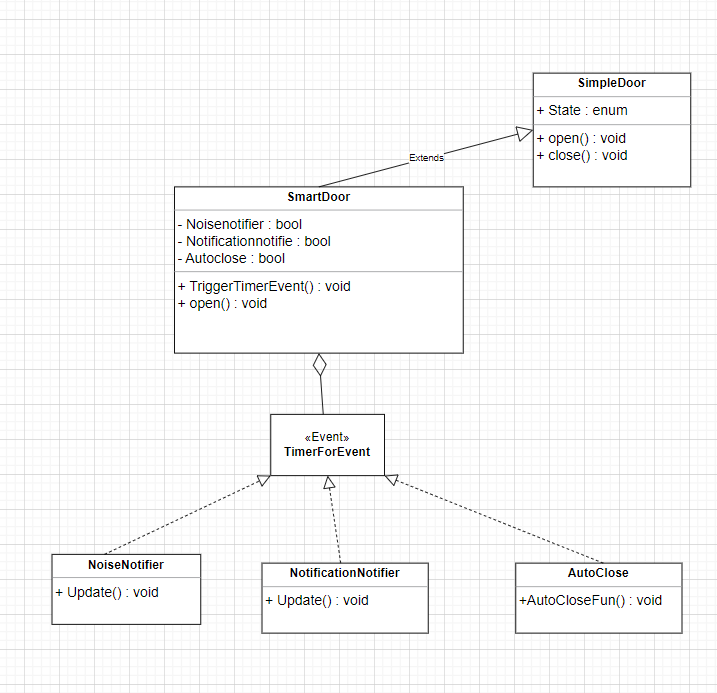 SimpleDoor
+ State : enum
+ open() : void
+ close() : void
Extends
SmartDoor
- Noisenotifier : bool
- Notificationnotifie : bool
- Autoclose : bool
+ TriggerTimerEvent() : void
+ open() : void
«Event»
TimerForEvent
NoiseNotifier
+ Update() : void
NotificationNotifier
+ Update() : void
AutoClose
+AutoCloseFun() : void